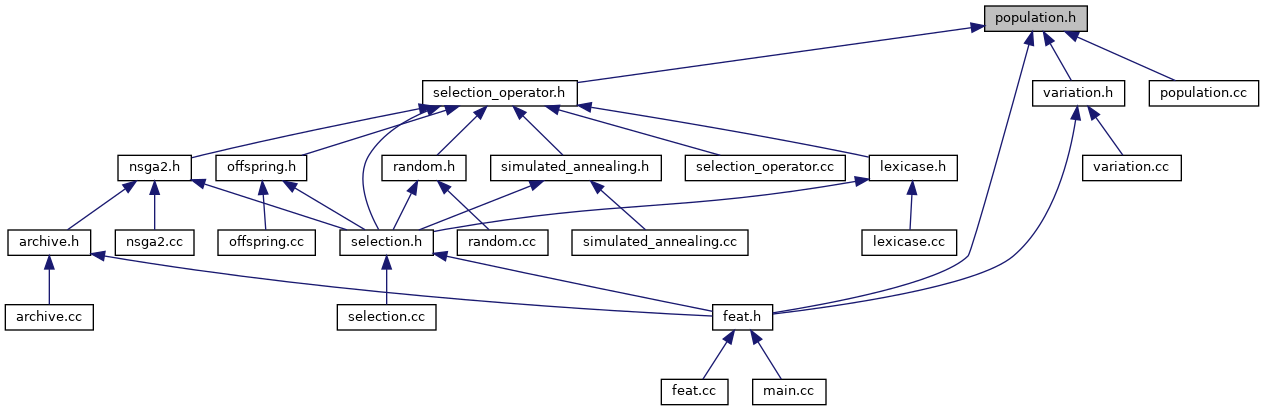 population.h
selection_operator.h
variation.h
population.cc
nsga2.h
offspring.h
random.h
simulated_annealing.h
selection_operator.cc
lexicase.h
variation.cc
archive.h
nsga2.cc
offspring.cc
selection.h
random.cc
simulated_annealing.cc
lexicase.cc
archive.cc
selection.cc
feat.h
feat.cc
main.cc